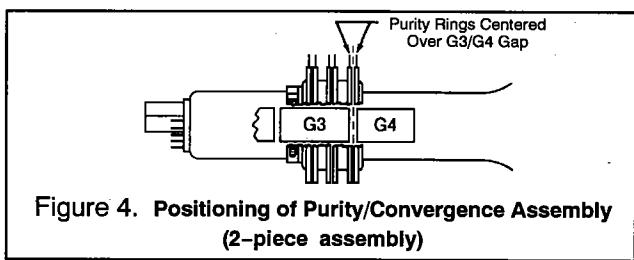 Purity Rings Centered
Over G3/G4 Gap
G3
G4
Figure 4. Positioning of Purity/Convergence Assembly
(2-piece assembly)